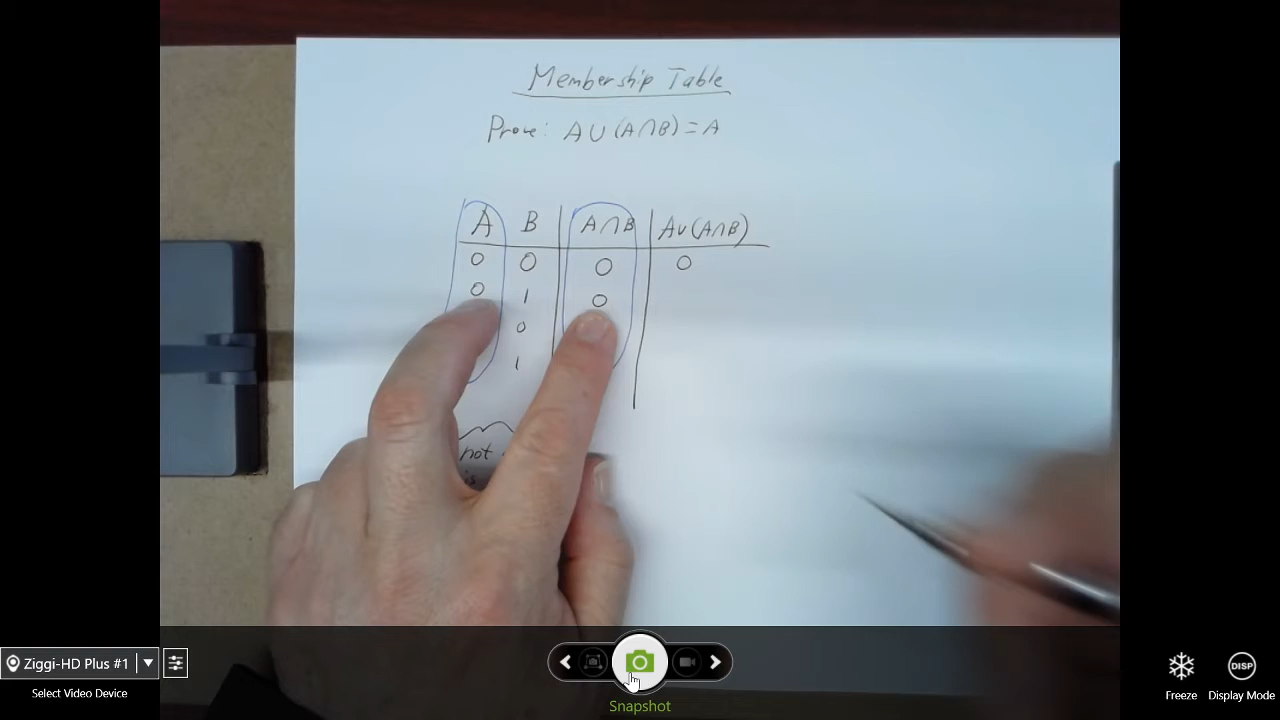 Membership Table
Prove: A∪(A∩B)=A
A B A∩B A∪(A∩B)
0 0 0 0
0 1 0
0
1
not
is
Ziggi-HD Plus #1
Select Video Device
Snapshot
Freeze
DISP
Display Mode